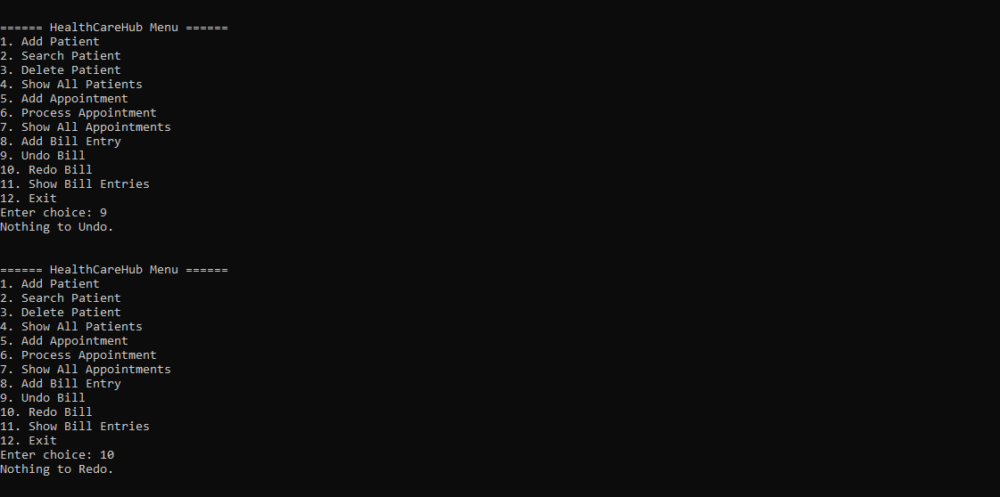 ====== HealthCareHub Menu ======
1. Add Patient
2. Search Patient
3. Delete Patient
4. Show All Patients
5. Add Appointment
6. Process Appointment
7. Show All Appointments
8. Add Bill Entry
9. Undo Bill
10. Redo Bill
11. Show Bill Entries
12. Exit
Enter choice: 9
Nothing to Undo.
====== HealthCareHub Menu ======
1. Add Patient
2. Search Patient
3. Delete Patient
4. Show All Patients
5. Add Appointment
6. Process Appointment
7. Show All Appointments
8. Add Bill Entry
9. Undo Bill
10. Redo Bill
11. Show Bill Entries
12. Exit
Enter choice: 10
Nothing to Redo.